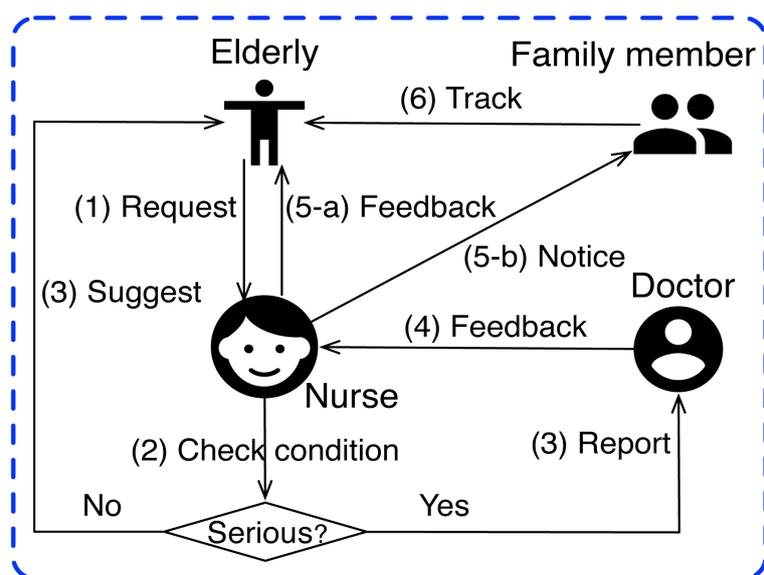 Elderly
Family member
(6) Track
(1) Request
(5-a) Feedback
(5-b) Notice
(3) Suggest
Doctor
(4) Feedback
Nurse
(2) Check condition
(3) Report
No
Yes
Serious?